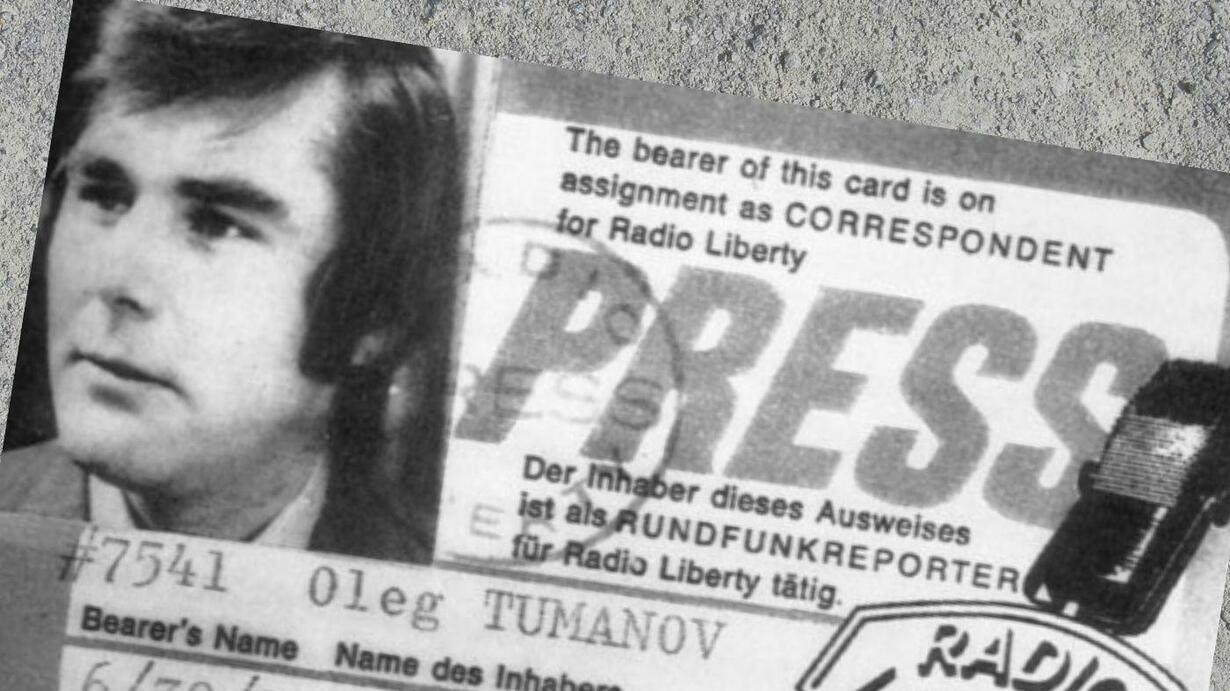 The bearer of this card is on
assignment as CORRESPONDENT
for Radio Liberty
PRESS
Der Inhaber dieses Ausweises
ist als RUNDFUNKREPORTER
für Radio Liberty tätig.
#7541 Oleg TUMANOV
Bearer's Name Name des Inhabers
RADIO